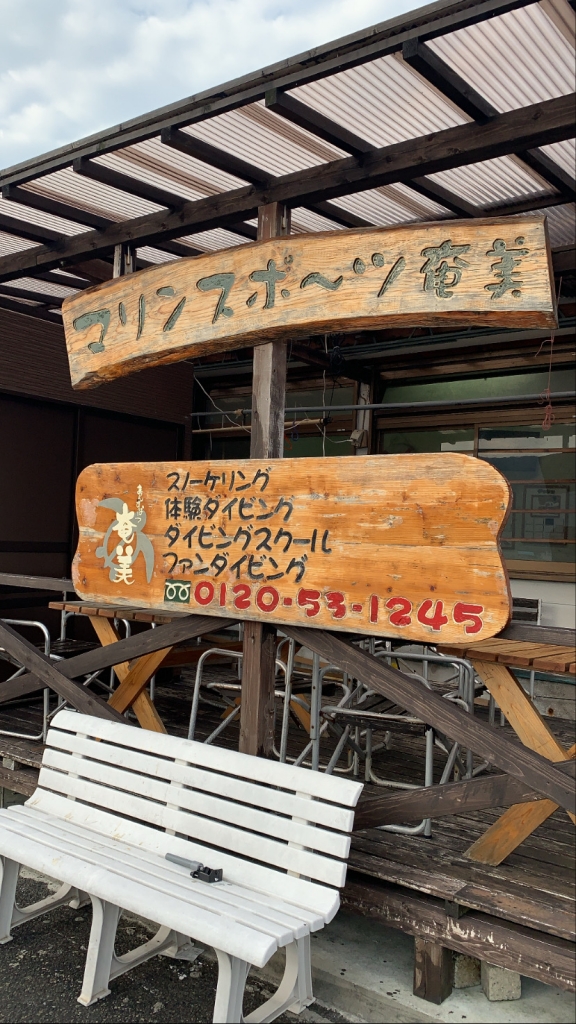 マリンスポ〜ツ奄美
スノーケリング
体験ダイビング
ダイビングスクール
ファンダイビング
奄美
0120-53-1245